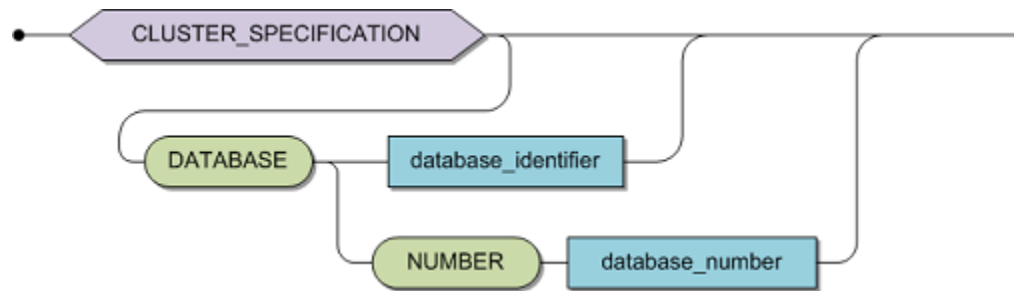 CLUSTER_SPECIFICATION
DATABASE database_identifier
NUMBER database_number